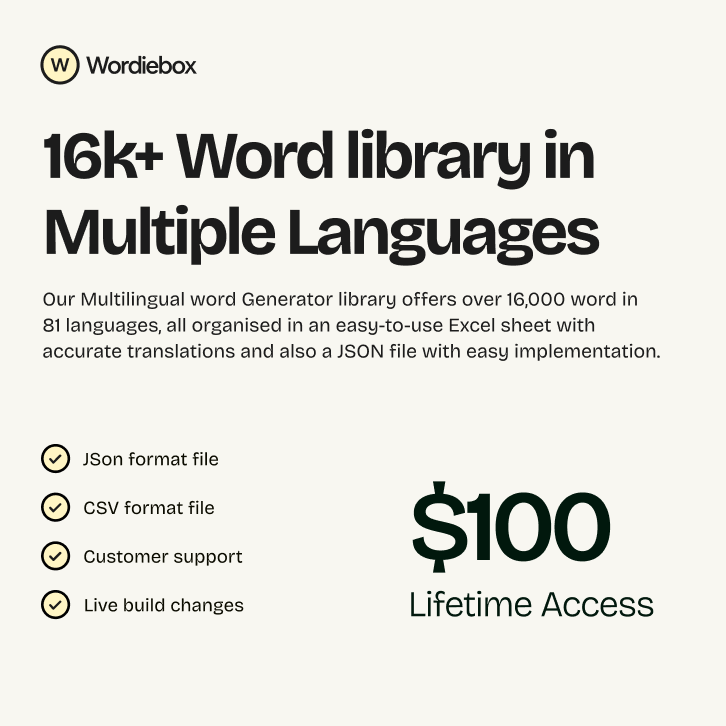 W Wordiebox
16k+ Word library in
Multiple Languages
Our Multilingual word Generator library offers over 16,000 word in
81 languages, all organised in an easy-to-use Excel sheet with
accurate translations and also a JSON file with easy implementation.
JSon format file
CSV format file
Customer support
Live build changes
$100
Lifetime Access